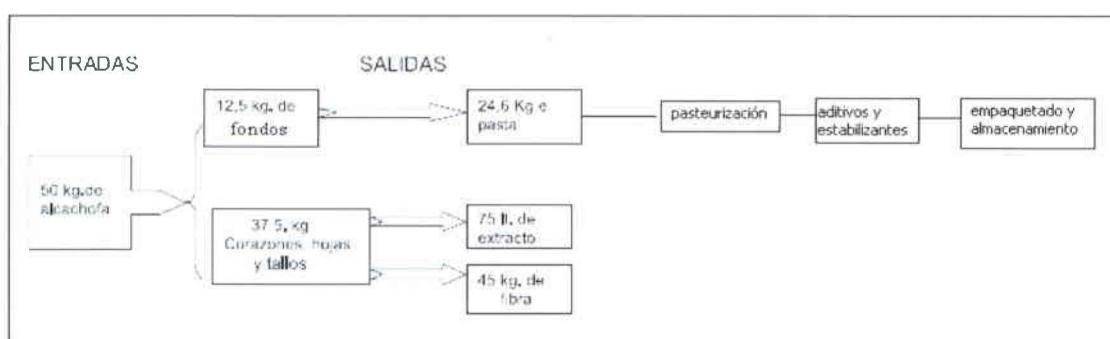 ENTRADAS
SALIDAS
12,5 kg. de
fondos
24,6 Kg e
pasta
pasteurización
aditivos y
estabilizantes
empaquetado y
almacenamiento
50 kg.de
alcachofa
37 5, kg
Corazones, hojas
y tallos
75 lt. de
extracto
45 kg. de
fibra